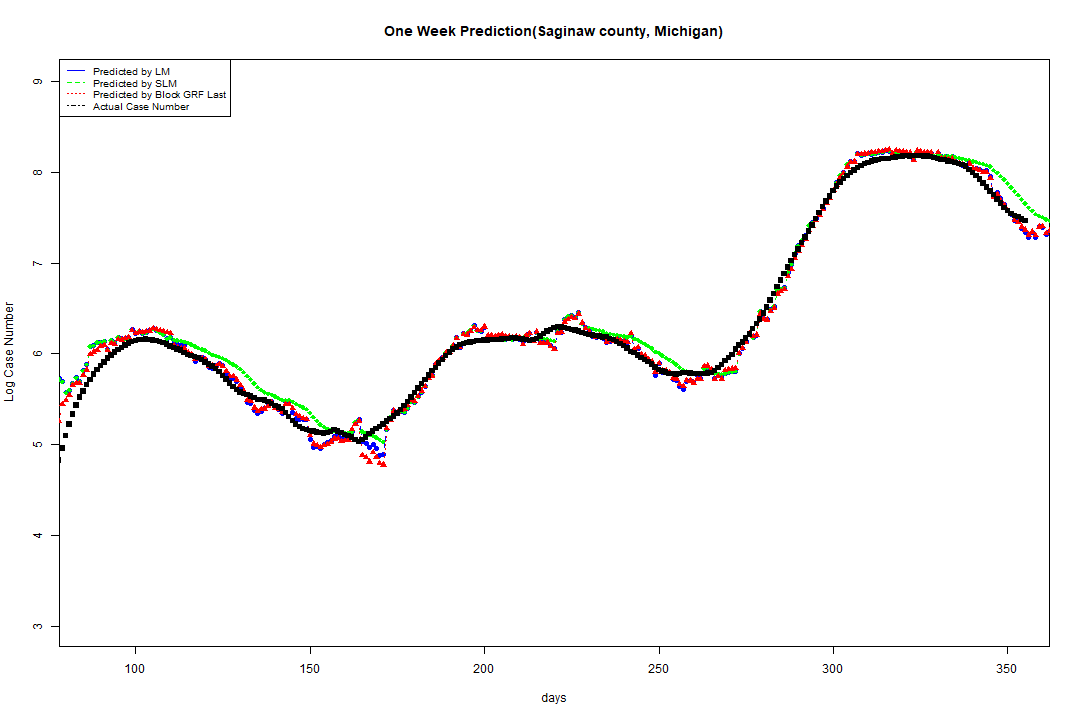 One Week Prediction(Saginaw county, Michigan)
Predicted by LM
Predicted by SLM
Predicted by Block GRF Last
Actual Case Number
9
8
7
6
5
4
3
Log Case Number
100 150 200 250 300 350
days